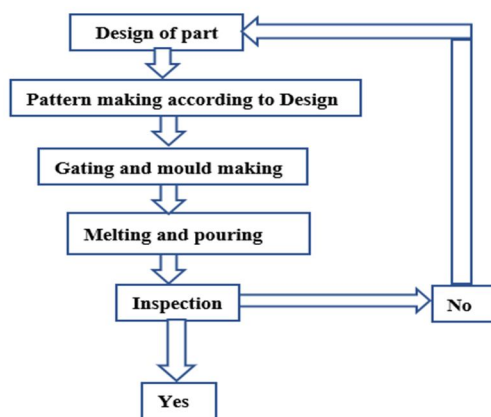 Design of part
Pattern making according to Design
Gating and mould making
Melting and pouring
Inspection
No
Yes